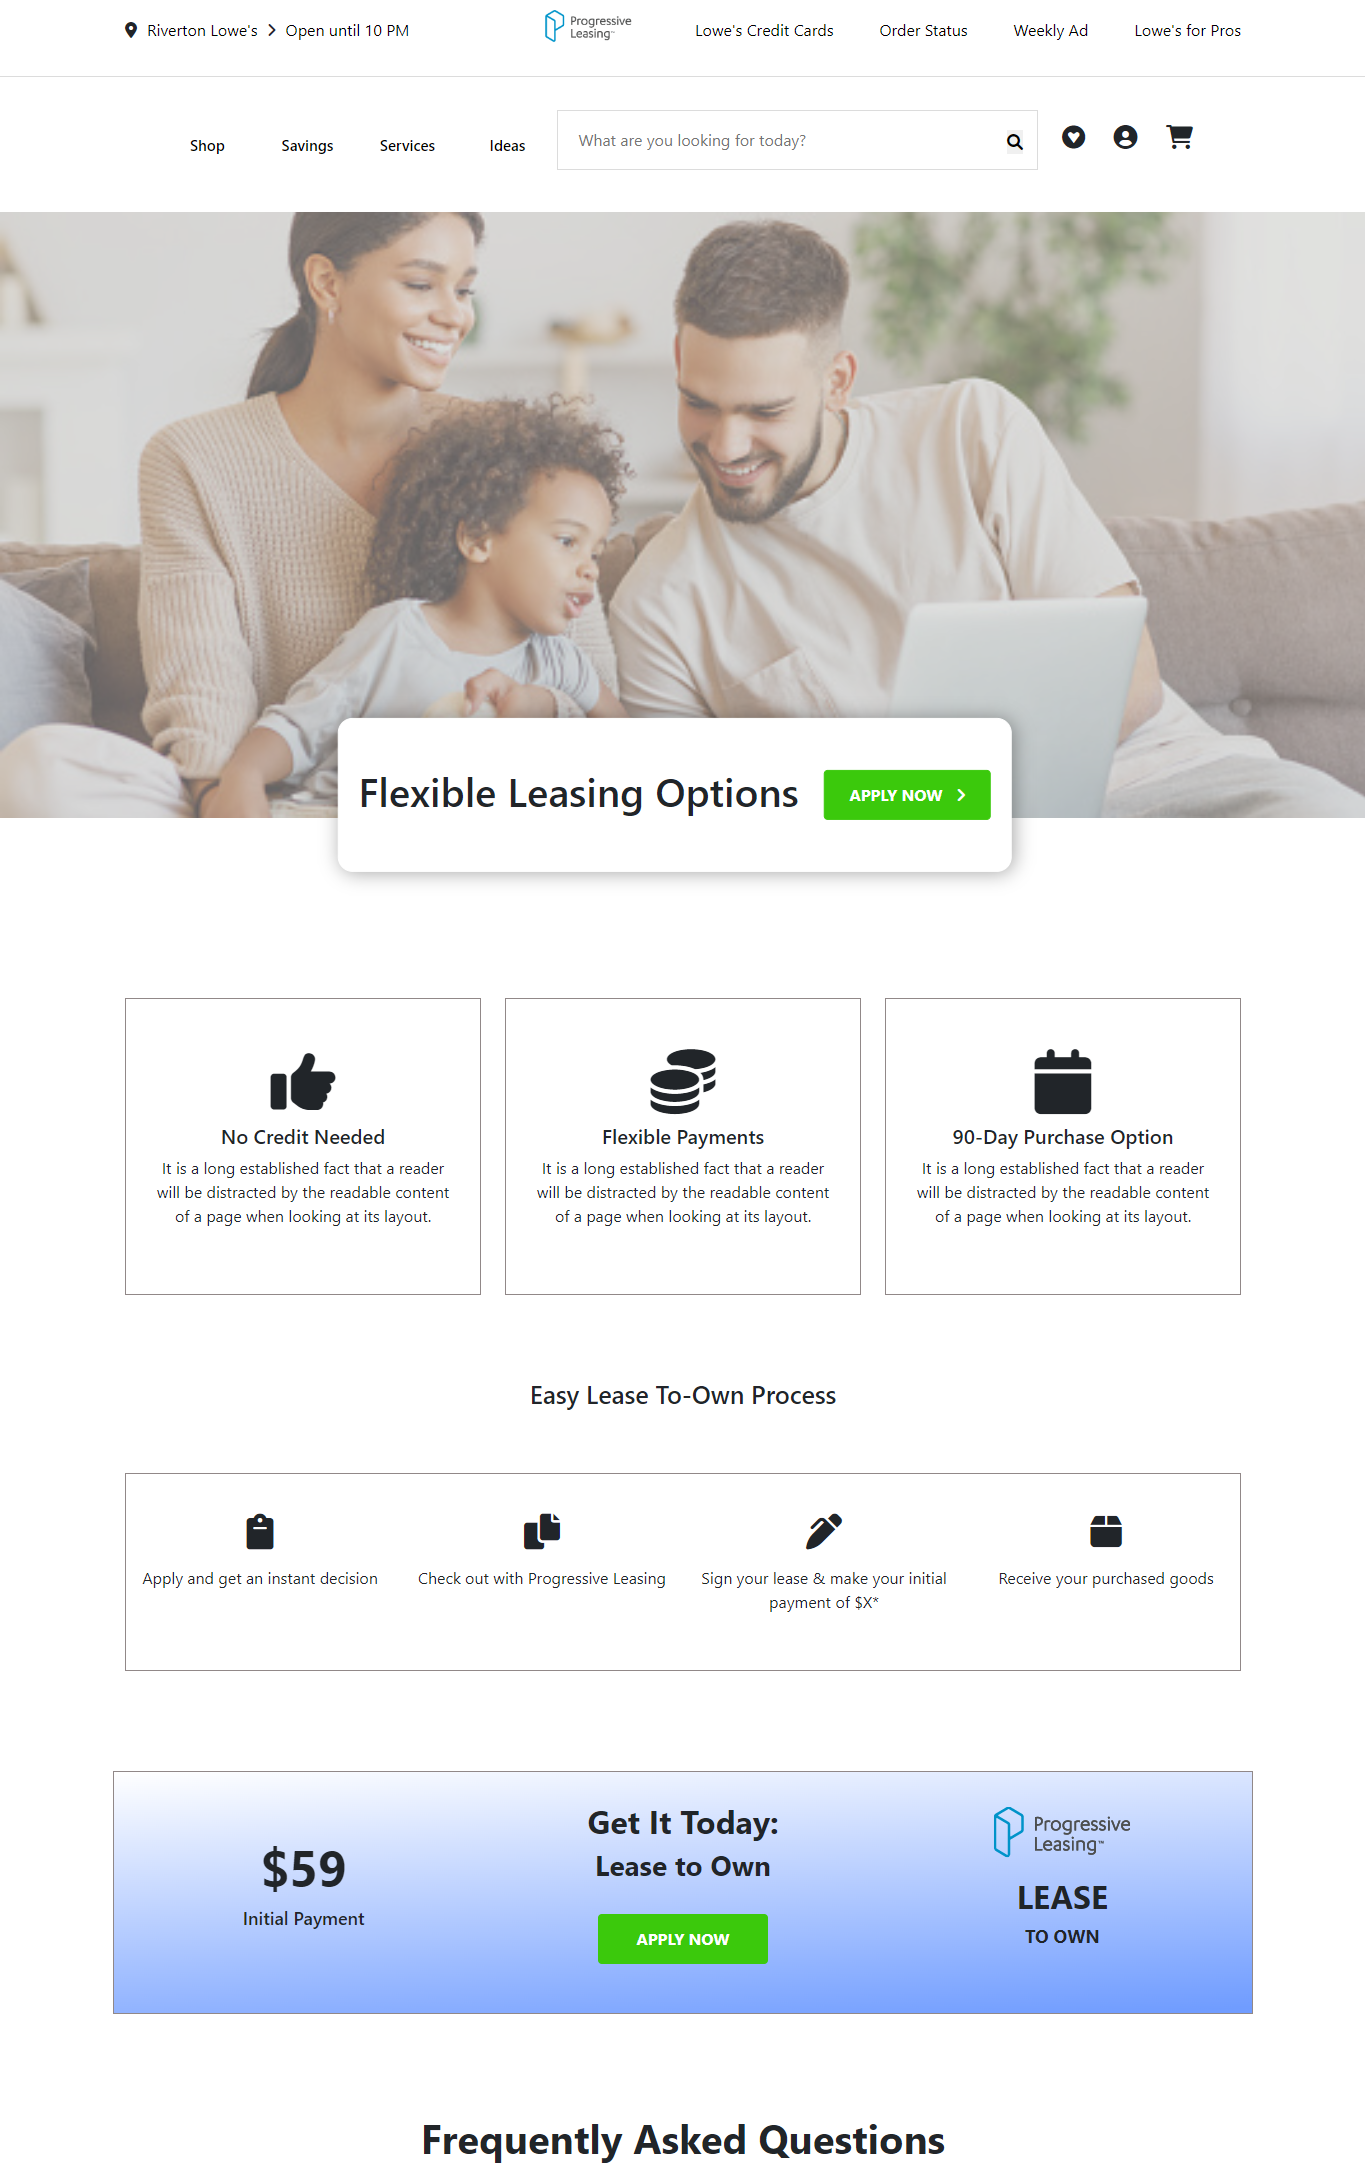 Riverton Lowe's > Open until 10 PM
Progressive
Leasing™
Lowe's Credit Cards
Order Status
Weekly Ad
Lowe's for Pros
Shop
Savings
Services
Ideas
What are you looking for today?
Flexible Leasing Options
APPLY NOW >
No Credit Needed
It is a long established fact that a reader
will be distracted by the readable content
of a page when looking at its layout.
Flexible Payments
It is a long established fact that a reader
will be distracted by the readable content
of a page when looking at its layout.
90-Day Purchase Option
It is a long established fact that a reader
will be distracted by the readable content
of a page when looking at its layout.
Easy Lease To-Own Process
Apply and get an instant decision
Check out with Progressive Leasing
Sign your lease & make your initial
payment of $X*
Receive your purchased goods
$59
Initial Payment
Get It Today:
Lease to Own
APPLY NOW
Progressive
Leasing™
LEASE
TO OWN
Frequently Asked Questions